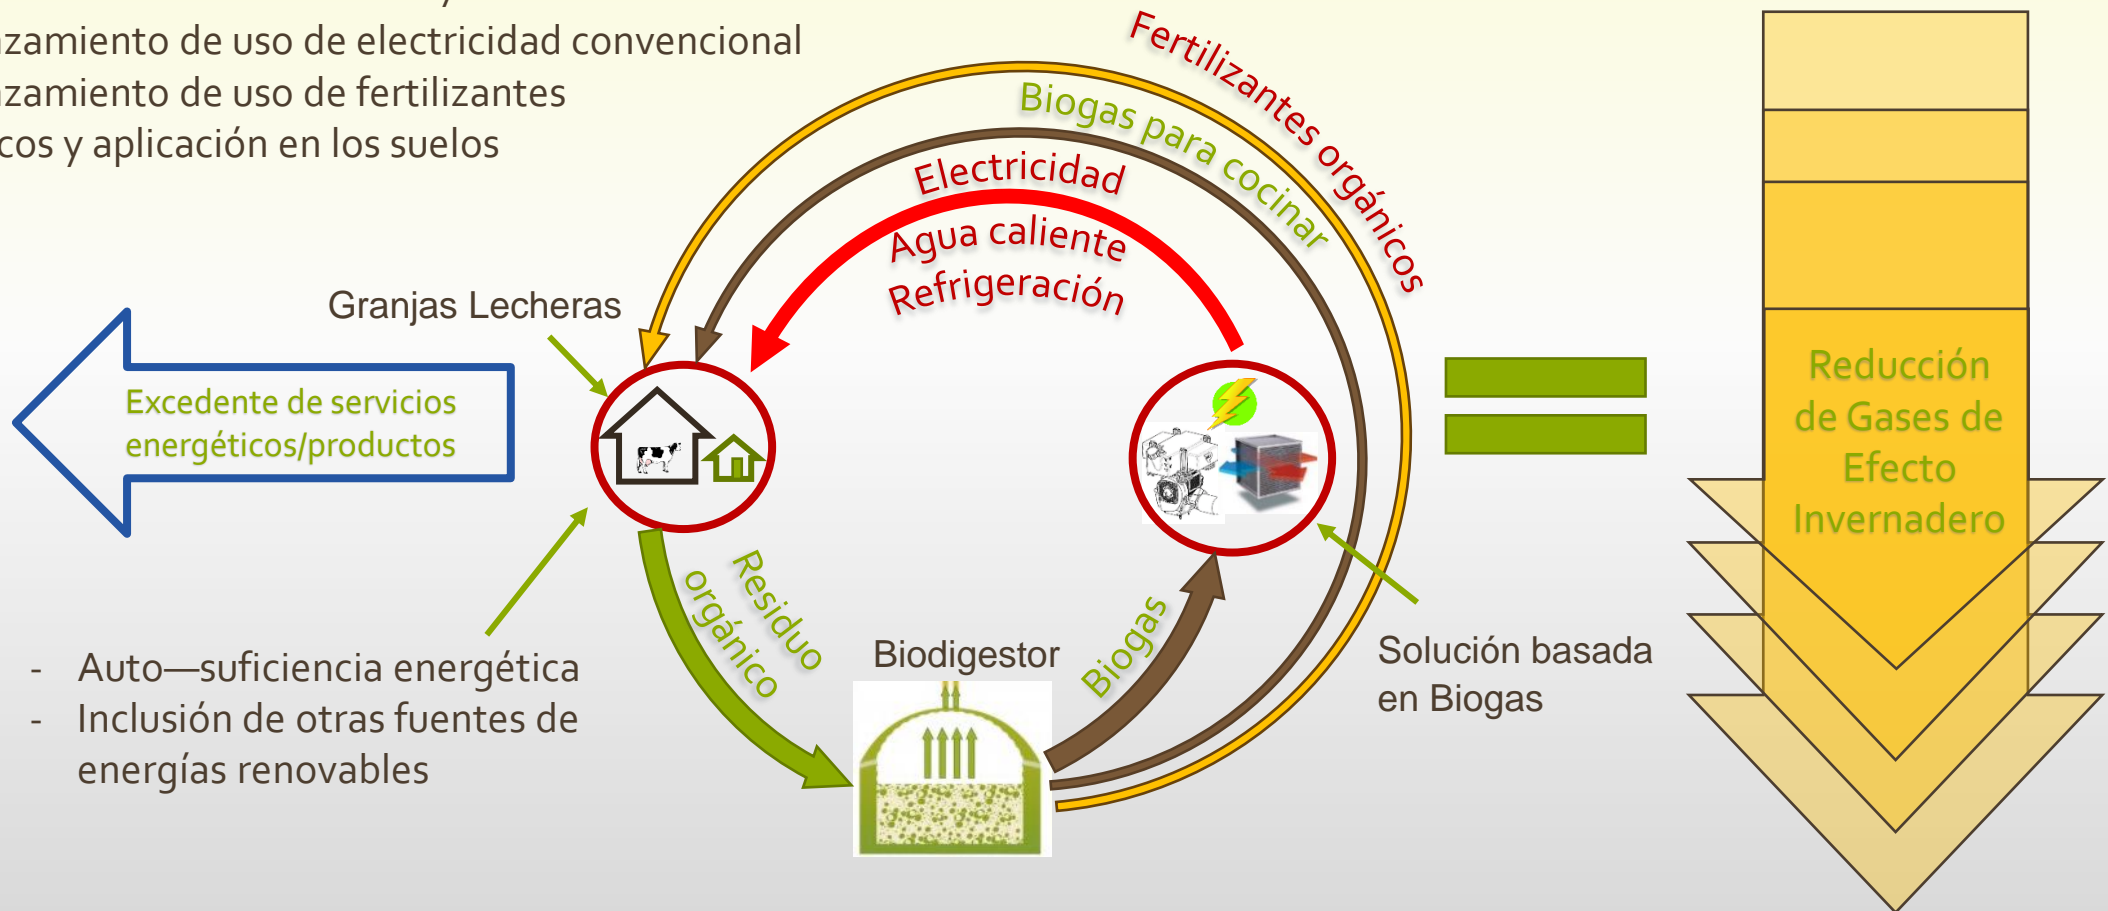 zamiento de uso de electricidad convencional
zamiento de uso de fertilizantes
cos y aplicación en los suelos
Fertilizantes orgánicos
Biogas para cocinar
Electricidad
Agua caliente
Refrigeración
Granjas Lecheras
Excedente de servicios
energéticos/productos
Reducción
de Gases de
Efecto
Invernadero
Residuo
orgánico
Biodigestor
Biogas
Solución basada
en Biogas
- Auto—suficiencia energética
- Inclusión de otras fuentes de
energías renovables